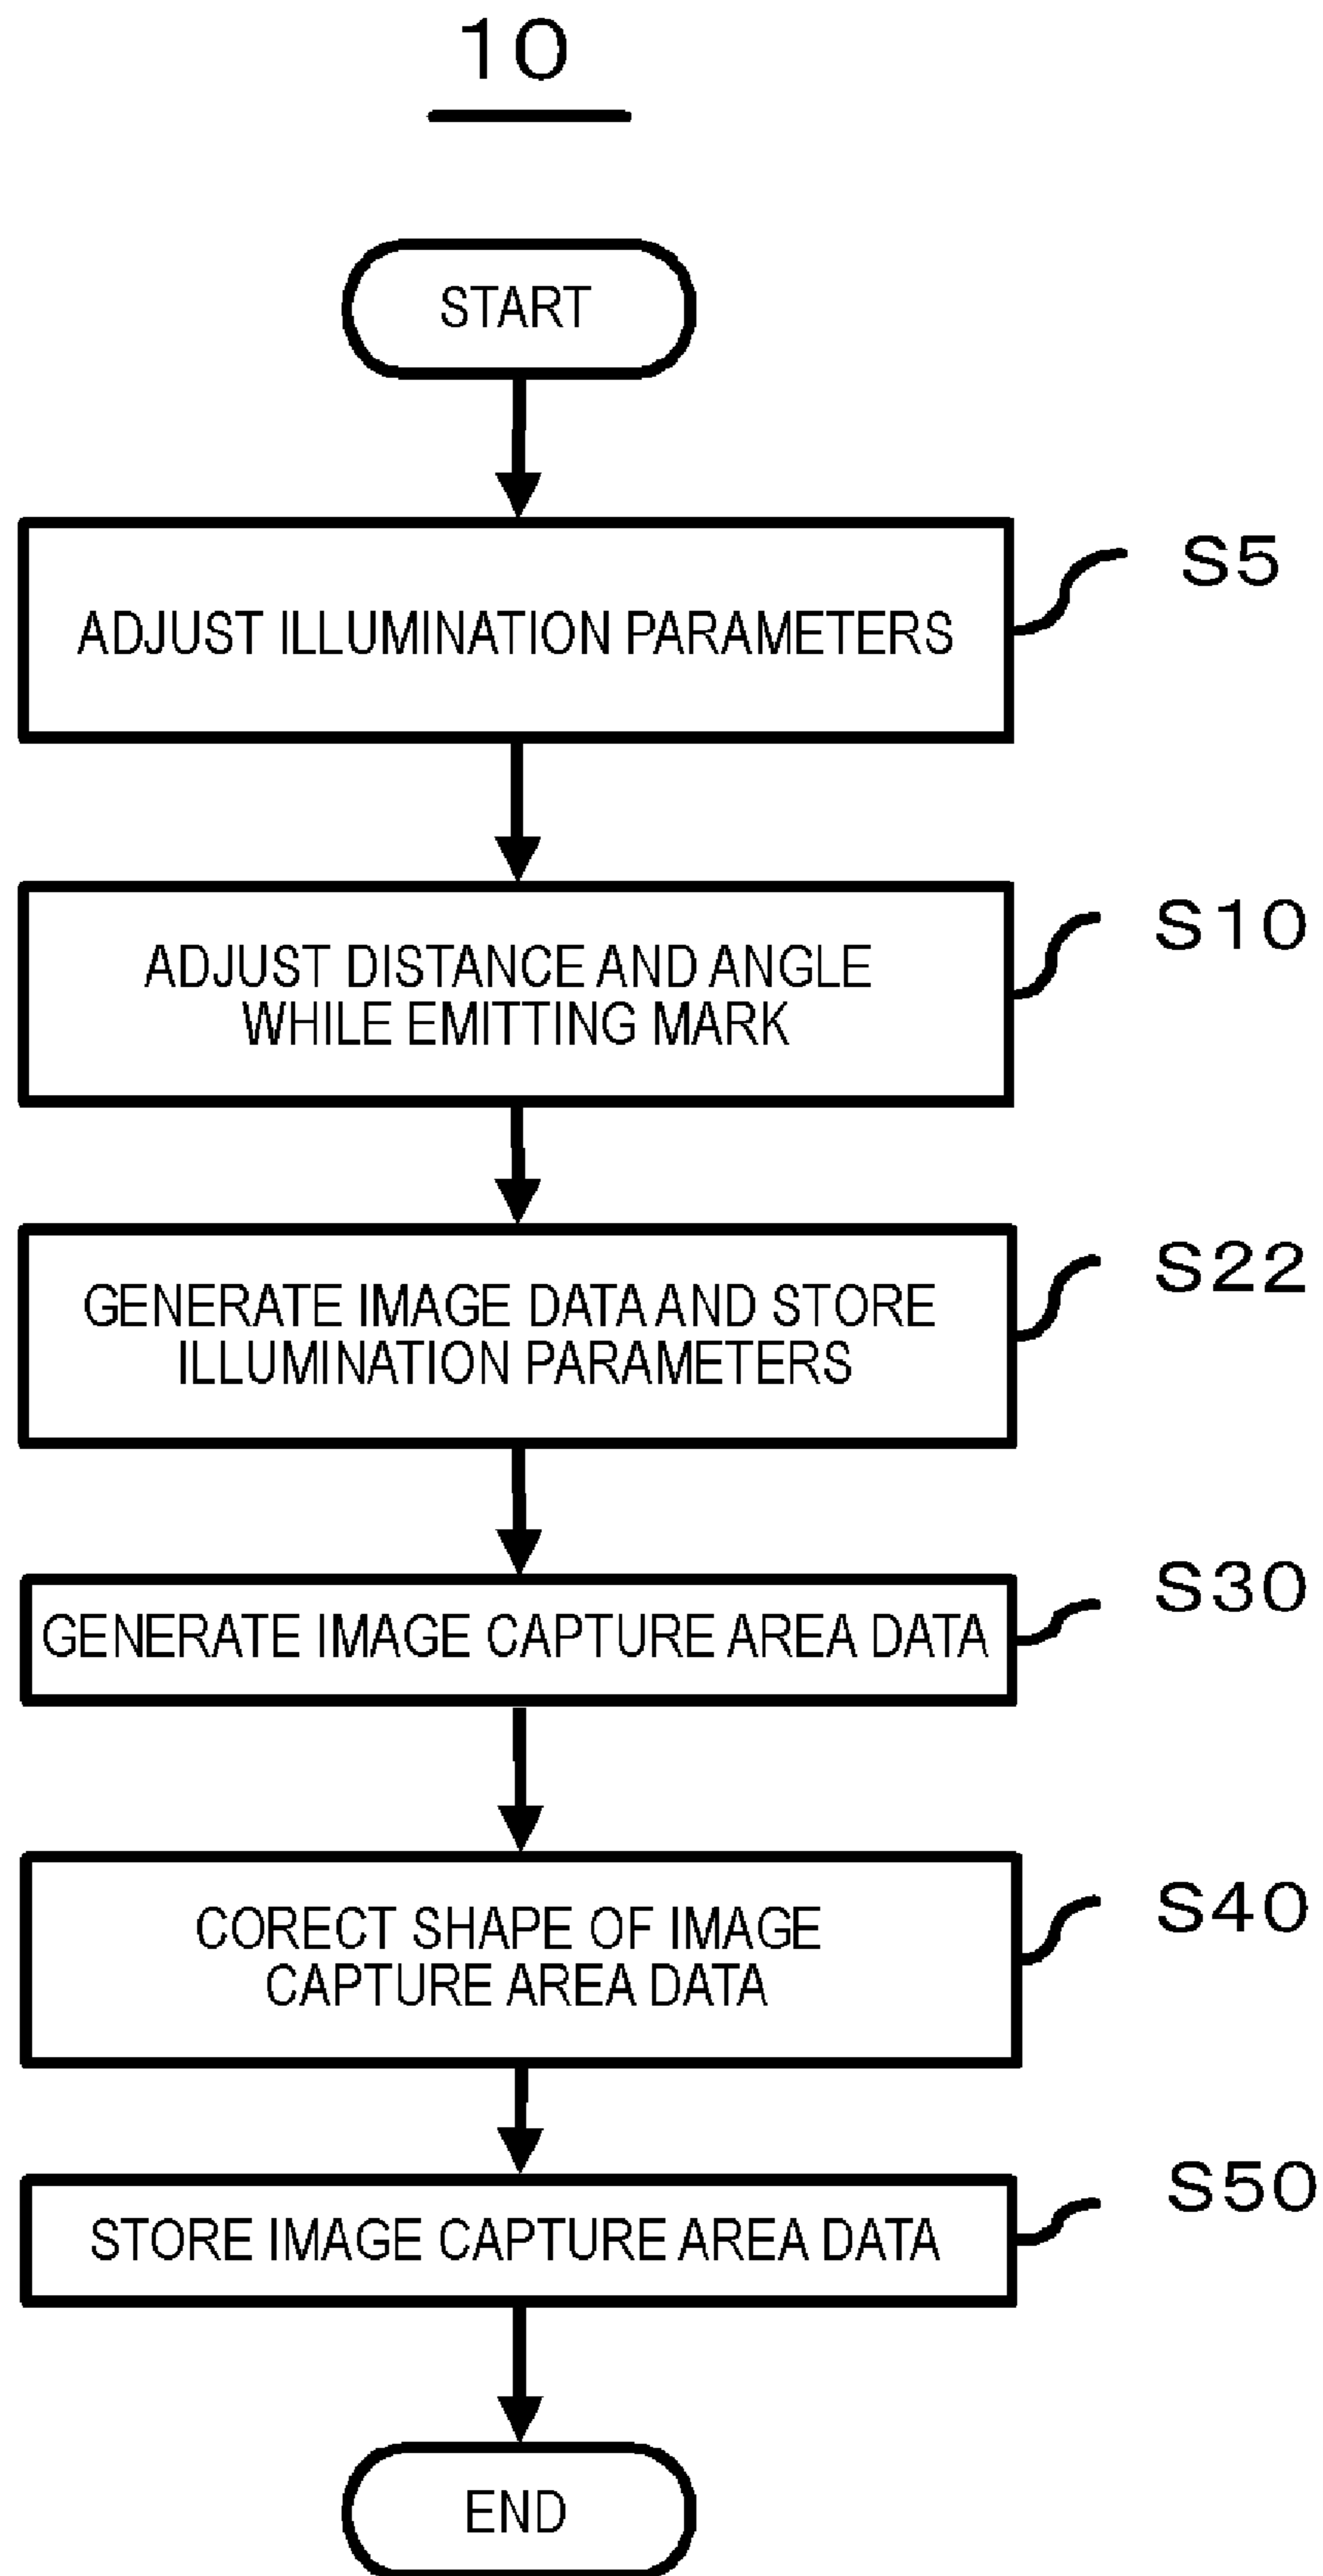 10
START
ADJUST ILLUMINATION PARAMETERS
S5
ADJUST DISTANCE AND ANGLE
WHILE EMITTING MARK
S10
GENERATE IMAGE DATA AND STORE
ILLUMINATION PARAMETERS
S22
GENERATE IMAGE CAPTURE AREA DATA
S30
CORECT SHAPE OF IMAGE
CAPTURE AREA DATA
S40
STORE IMAGE CAPTURE AREA DATA
S50
END